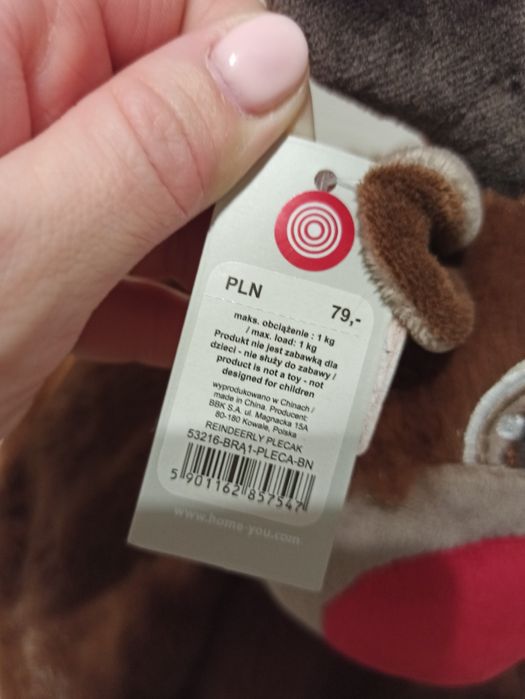 PLN 79,-
maks. obciążenie : 1 kg
/ max. load: 1 kg
Produkt nie jest zabawką dla
dzieci - nie służy do zabawy /
product is not a toy - not
designed for children
wyprodukowano w Chinach /
made in China. Producent:
BBK S.A. ul. Magnacka 15A
80-180 Kowale, Polska
REINDEERLY PLECAK
53216-BRĄ1-PLECA-BN
5 901162 857547
www.home-you.com